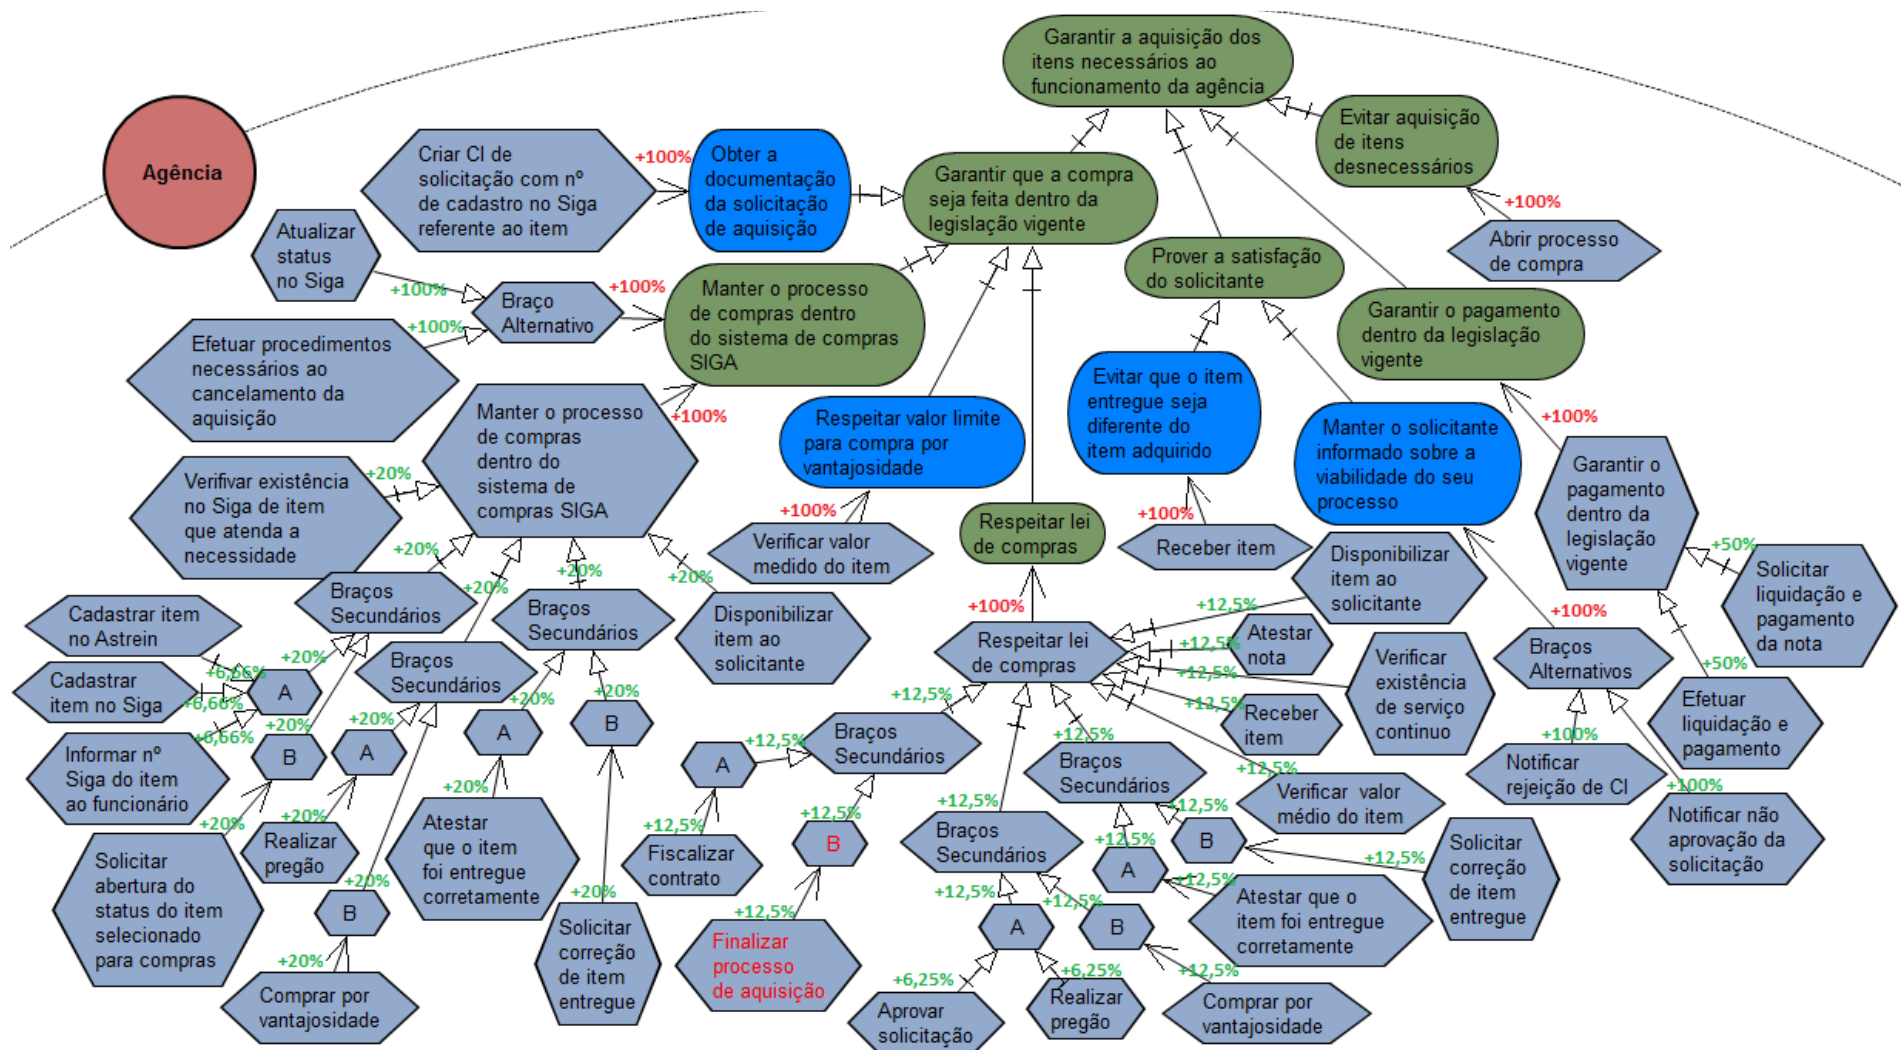 Garantir a aquisição dos
itens necessários ao
funcionamento da agência
Evitar aquisição
de itens
desnecessários
Agência
Criar CI de
solicitação com nº
de cadastro no Siga
referente ao item
+100%
Obter a
documentação
da solicitação
de aquisição
Garantir que a compra
seja feita dentro da
legislação vigente
+100%
Abrir processo
de compra
Atualizar
status
no Siga
+100%
Braço
Alternativo
+100%
Manter o processo
de compras dentro
do sistema de compras
SIGA
Prover a satisfação
do solicitante
Garantir o pagamento
dentro da legislação
vigente
Efetuar procedimentos
necessários ao
cancelamento da
aquisição
+100%
Manter o processo
de compras
dentro do
sistema de
compras SIGA
+100%
Respeitar valor limite
para compra por
vantajosidade
Evitar que o item
entregue seja
diferente do
item adquirido
Manter o solicitante
informado sobre a
viabilidade do seu
processo
+100%
Garantir o
pagamento
dentro da
legislação
vigente
Verifivar existência
no Siga de item
que atenda a
necessidade
+20%
+20%
+20%
+20%
+20%
+100%
Verificar valor
medido do item
Respeitar lei
de compras
+100%
Receber item
Disponibilizar
item ao
solicitante
+50%
Solicitar
liquidação e
pagamento
da nota
Braços
Secundários
Braços
Secundários
Disponibilizar
item ao
solicitante
Cadastrar item
no Astrein
+6,66%
Cadastrar
item no Siga
+6,66%
Informar nº
Siga do item
ao funcionário
+6,66%
A
+20%
B
+20%
Braços
Secundários
A
+20%
A
+20%
B
+20%
+100%
Respeitar lei
de compras
+12,5%
Atestar
nota
+12,5%
+12,5%
Verificar
existência
de serviço
continuo
+12,5%
Receber
item
+100%
Braços
Alternativos
+50%
Efetuar
liquidação e
pagamento
Solicitar
abertura do
status do item
selecionado
para compras
+20%
Realizar
pregão
+20%
B
+20%
Comprar por
vantajosidade
+20%
Atestar
que o item
foi entregue
corretamente
+20%
Solicitar
correção
de item
entregue
+20%
+12,5%
Braços
Secundários
A
+12,5%
Fiscalizar
contrato
+12,5%
B
+12,5%
Finalizar
processo
de aquisição
+12,5%
+12,5%
Braços
Secundários
+12,5%
Braços
Secundários
+12,5%
Verificar valor
médio do item
Notificar
rejeição de CI
+100%
Notificar não
aprovação da
solicitação
+100%
A
+12,5%
B
+12,5%
A
+12,5%
B
+12,5%
Atestar que o
item foi entregue
corretamente
+12,5%
Solicitar
correção
de item
entregue
+12,5%
Aprovar
solicitação
+6,25%
Realizar
pregão
+6,25%
Comprar por
vantajosidade
+12,5%